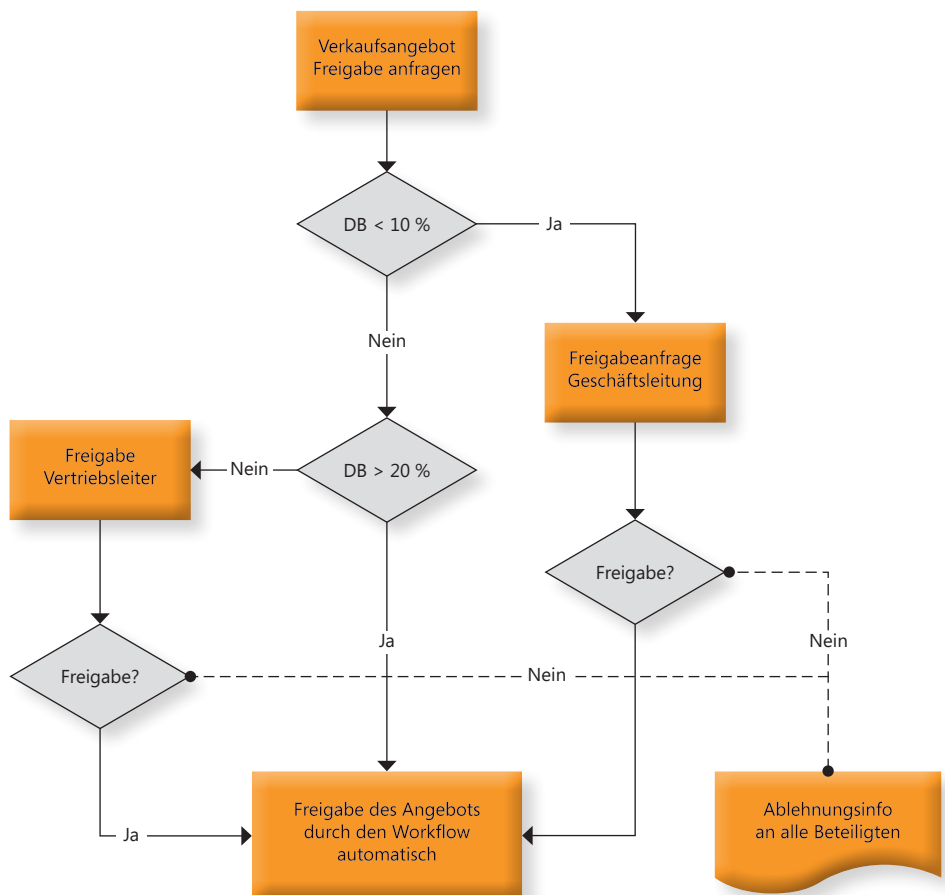 Verkaufsangebot
Freigabe anfragen
DB < 10 %
Ja
Nein
Freigabeanfrage
Geschäftsleitung
Freigabe
Vertriebsleiter
Nein
DB > 20 %
Freigabe?
Ja
Nein
Freigabe?
Nein
Freigabe des Angebots
durch den Workflow
automatisch
Ablehnungsinfo
an alle Beteiligten
Ja